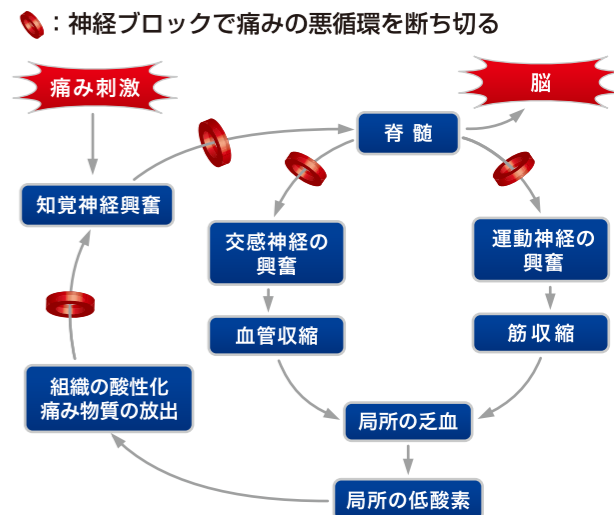 ：神経ブロックで痛みの悪循環を断ち切る
痛み刺激
脳
脊髄
知覚神経興奮
交感神経の
興奮
運動神経の
興奮
血管収縮
筋収縮
組織の酸性化
痛み物質の放出
局所の乏血
局所の低酸素